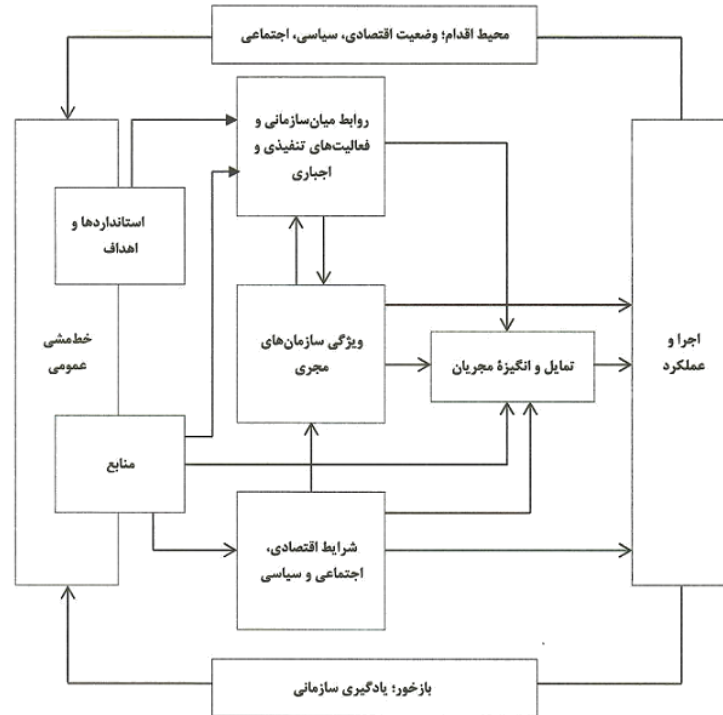 محیط اقدام؛ وضعیت اقتصادی، سیاسی، اجتماعی
روابط میان‌سازمانی و
فعالیت‌های تنفیذی و
اجباری
استانداردها و
اهداف
خط‌مشی
عمومی
ویژگی سازمان‌های
مجری
تمایل و انگیزهٔ مجریان
اجرا و
عملکرد
منابع
شرایط اقتصادی،
اجتماعی و سیاسی
بازخور؛ یادگیری سازمانی